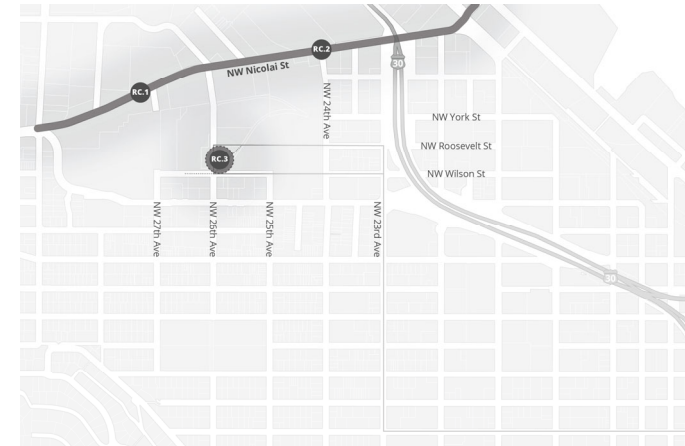 RC.2
30
NW Nicolai St
RC.1
NW 24th Ave
NW York St
NW Roosevelt St
RC.3
NW Wilson St
NW 27th Ave
NW 26th Ave
NW 25th Ave
NW 23rd Ave
30